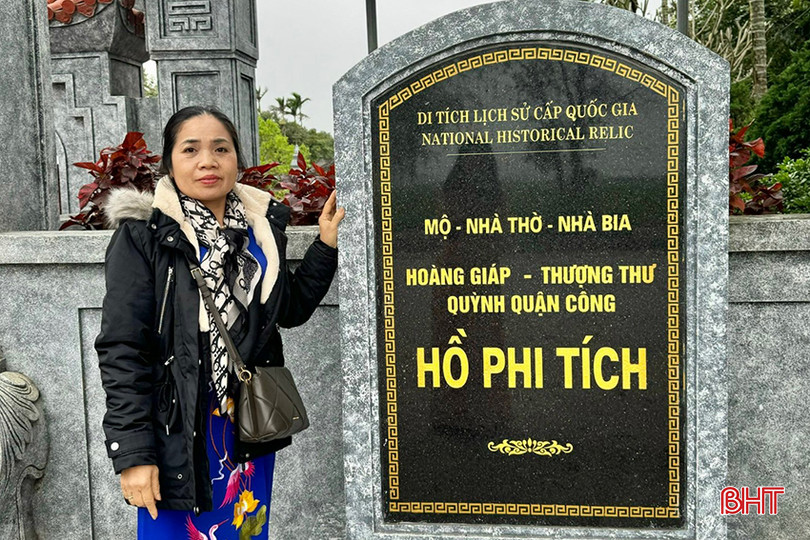 DI TÍCH LỊCH SỬ CẤP QUỐC GIA
NATIONAL HISTORICAL RELIC
MỘ - NHÀ THỜ - NHÀ BIA
HOÀNG GIÁP - THƯỢNG THƯ
QUỲNH QUẬN CÔNG
HỒ PHI TÍCH
BHT